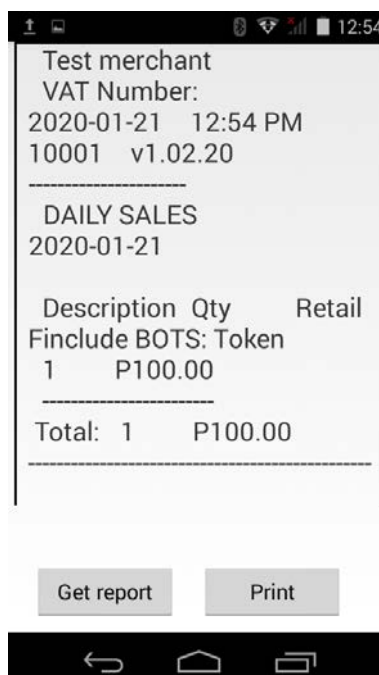 12:54
Test merchant
VAT Number:
2020-01-21 12:54 PM
10001 v1.02.20
----------------------
DAILY SALES
2020-01-21
Description Qty Retail
Finclude BOTS: Token
1 P100.00
------------------------
Total: 1 P100.00
------------------------------------------------
Get report Print